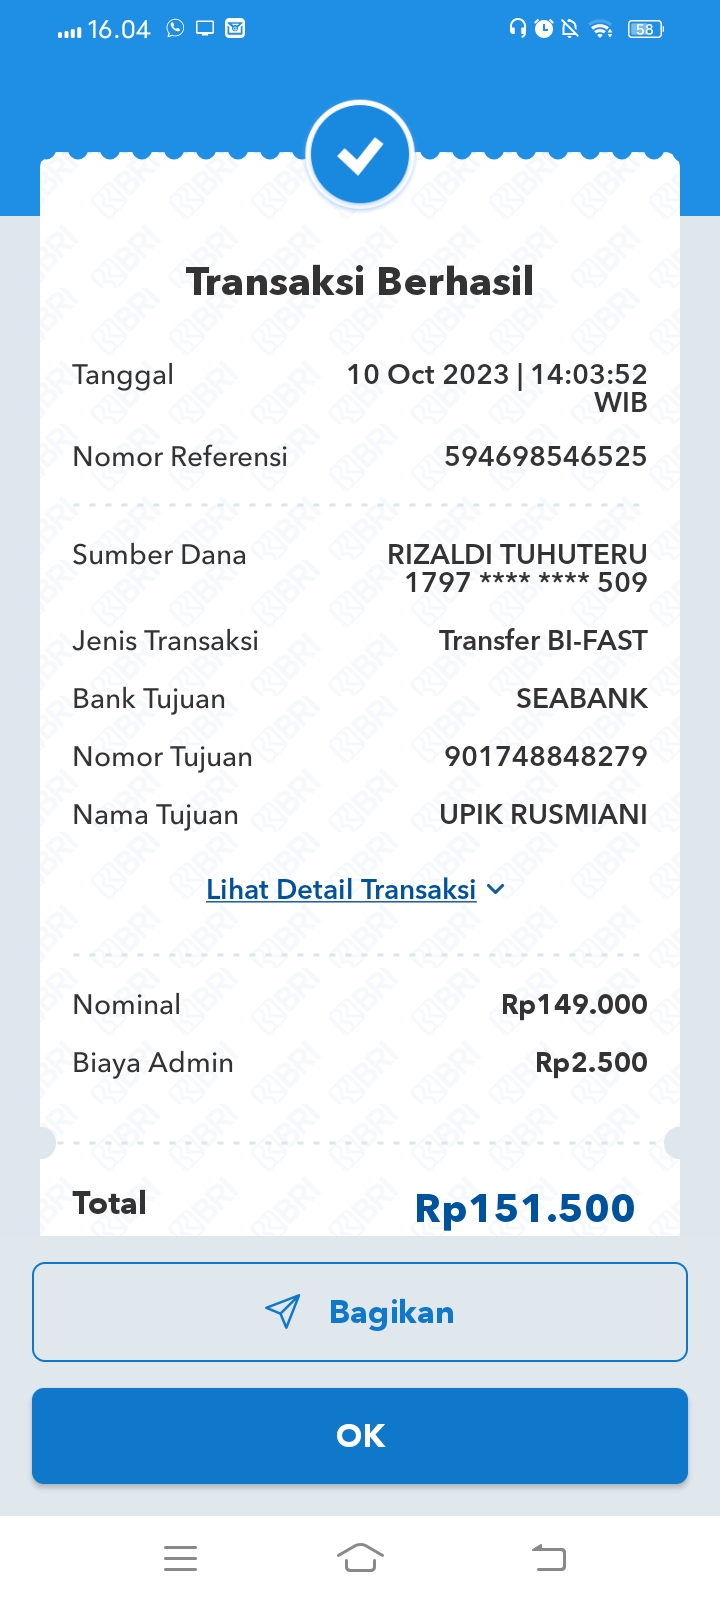 16.04
58
Transaksi Berhasil
Tanggal 10 Oct 2023 | 14:03:52
WIB
Nomor Referensi 594698546525
Sumber Dana RIZALDI TUHUTERU
1797 **** **** 509
Jenis Transaksi Transfer BI-FAST
Bank Tujuan SEABANK
Nomor Tujuan 901748848279
Nama Tujuan UPIK RUSMIANI
Lihat Detail Transaksi
Nominal Rp149.000
Biaya Admin Rp2.500
Total Rp151.500
Bagikan
OK